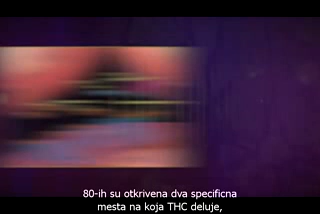 80-ih su otkrivena dva specificna
mesta na koja THC deluje,